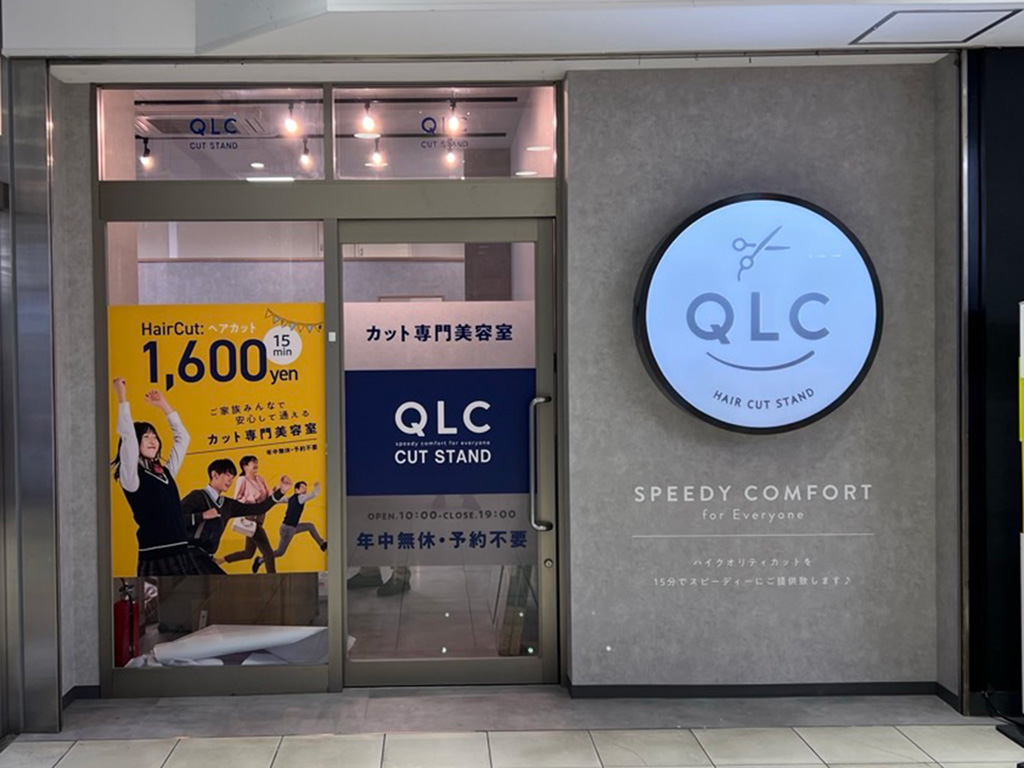 QLC
CUT STAND
QLC
CUT STAND
HairCut: ヘアカット
1,600yen
15
min
ご家族みんなで
安心して通える
カット専門美容室
年中無休・予約不要
カット専門美容室
QLC
speedy comfort for everyone
CUT STAND
OPEN.10:00-CLOSE.19:00
年中無休・予約不要
QLC
HAIR CUT STAND
SPEEDY COMFORT
for Everyone
ハイクオリティカットを
15分でスピーディーにご提供致します♪